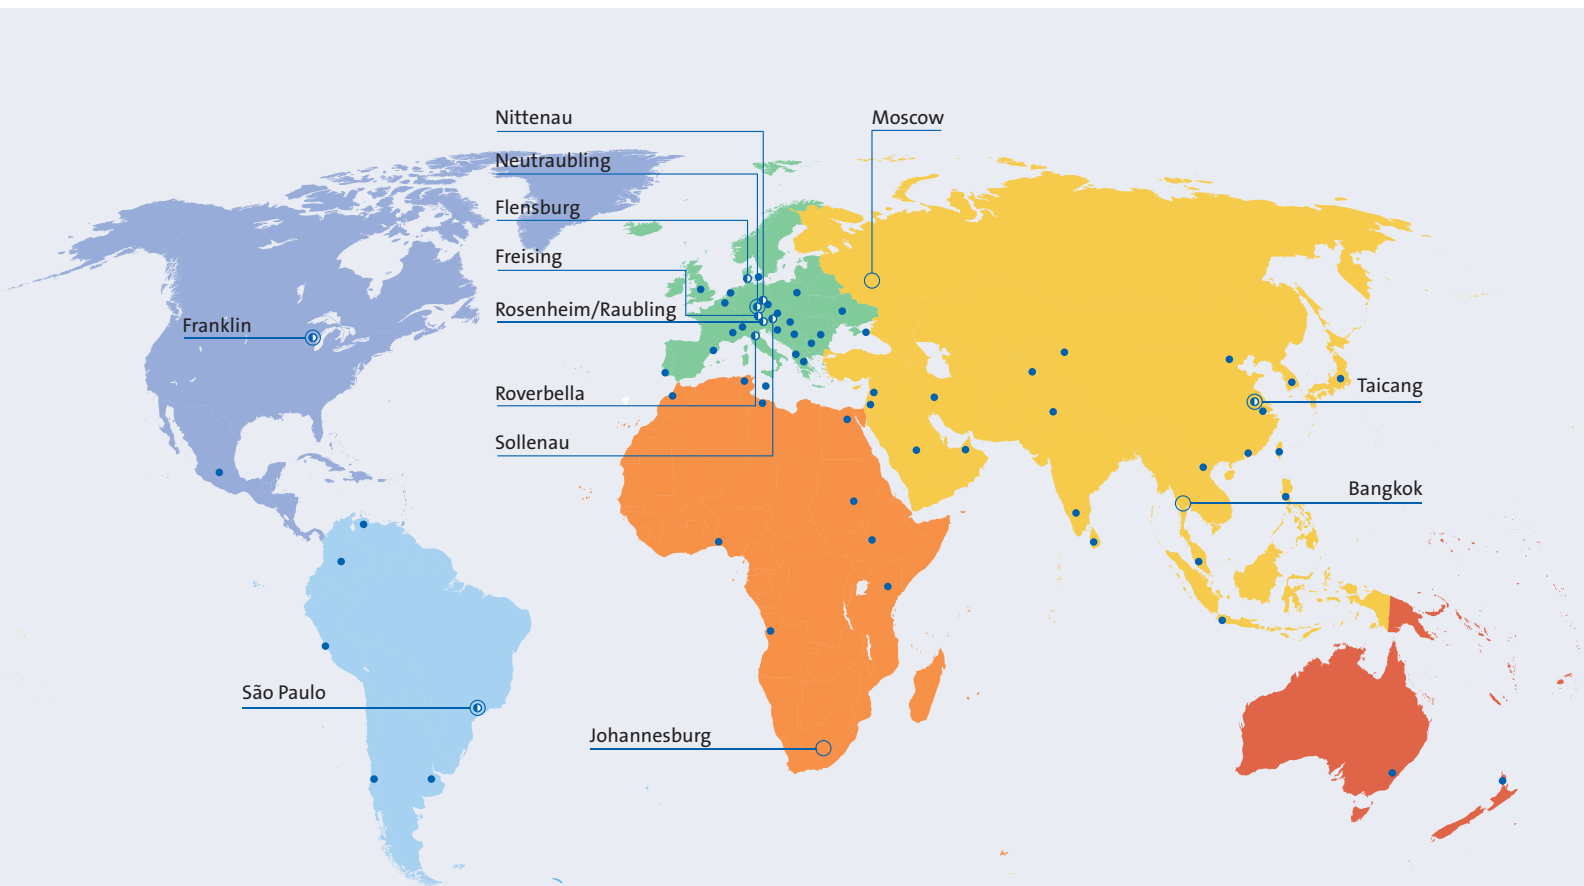 Nittenau
Moscow
Neutraubling
Flensburg
Freising
Rosenheim/Raubling
Franklin
Roverbella
Taicang
Sollenau
Bangkok
São Paulo
Johannesburg